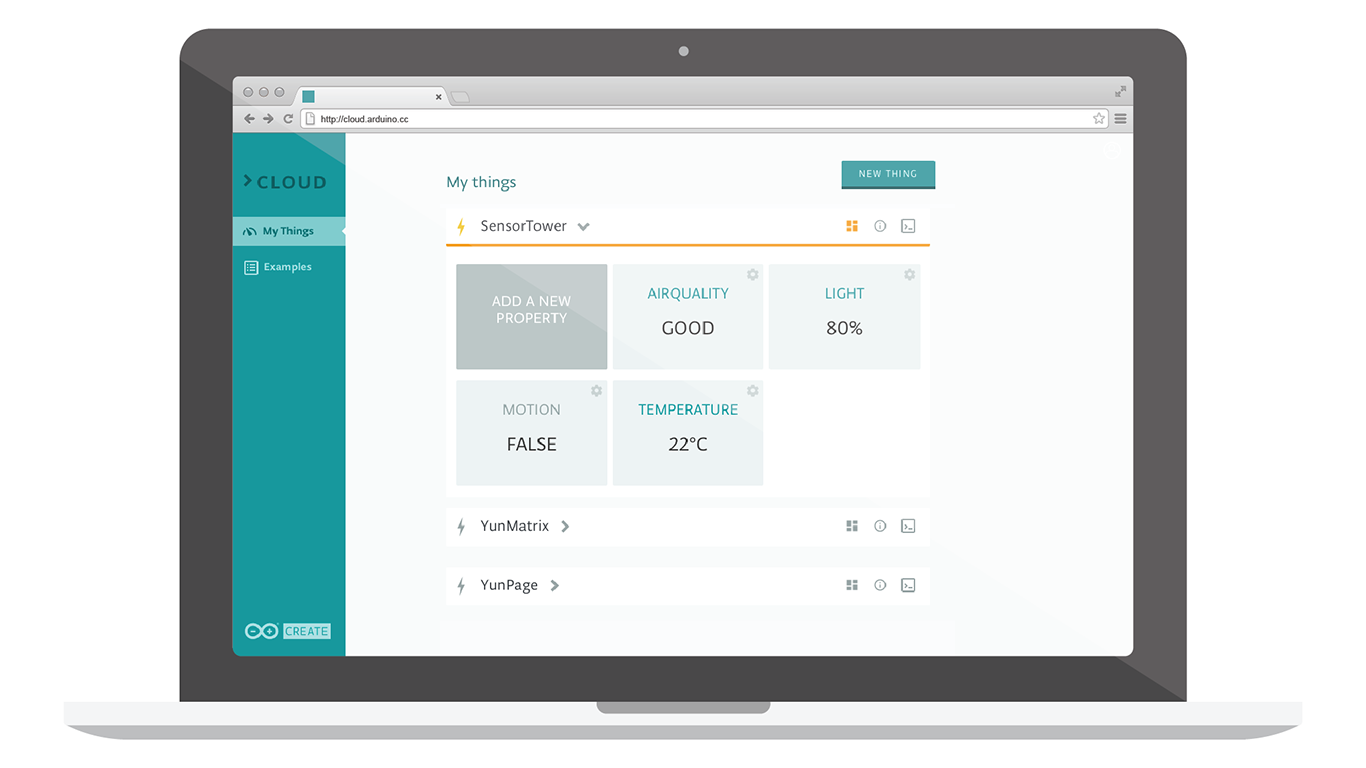 http://cloud.arduino.cc
CLOUD
My Things
Examples
CREATE
My things
NEW THING
SensorTower
ADD A NEW
PROPERTY
AIRQUALITY
GOOD
LIGHT
80%
MOTION
FALSE
TEMPERATURE
22°C
YunMatrix
YunPage